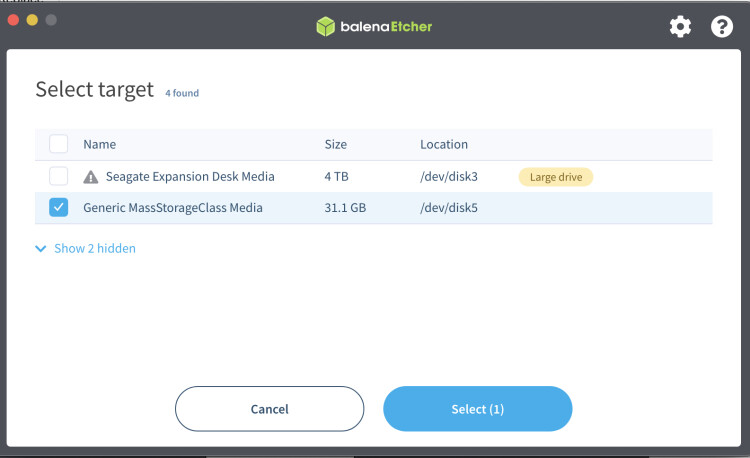 balenaEtcher
Select target 4 found
Name Size Location
Seagate Expansion Desk Media 4 TB /dev/disk3 Large drive
Generic MassStorageClass Media 31.1 GB /dev/disk5
Show 2 hidden
Cancel Select (1)